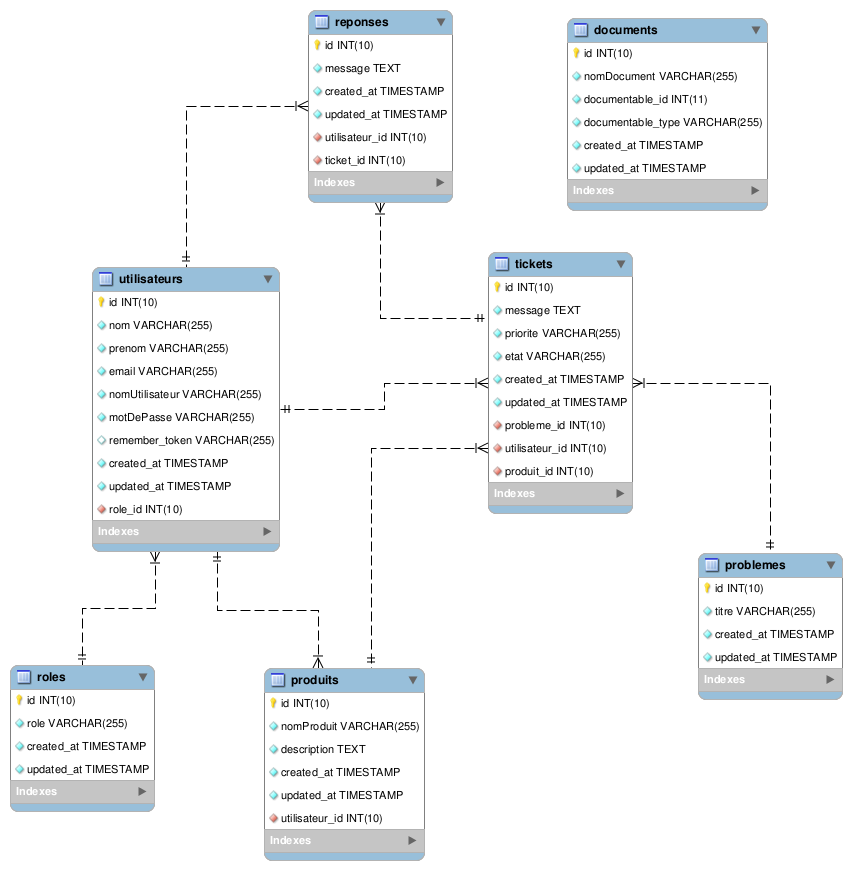 reponses
id INT(10)
message TEXT
created_at TIMESTAMP
updated_at TIMESTAMP
utilisateur_id INT(10)
ticket_id INT(10)
Indexes
documents
id INT(10)
nomDocument VARCHAR(255)
documentable_id INT(11)
documentable_type VARCHAR(255)
created_at TIMESTAMP
updated_at TIMESTAMP
Indexes
utilisateurs
id INT(10)
nom VARCHAR(255)
prenom VARCHAR(255)
email VARCHAR(255)
nomUtilisateur VARCHAR(255)
motDePasse VARCHAR(255)
remember_token VARCHAR(255)
created_at TIMESTAMP
updated_at TIMESTAMP
role_id INT(10)
Indexes
tickets
id INT(10)
message TEXT
priorite VARCHAR(255)
etat VARCHAR(255)
created_at TIMESTAMP
updated_at TIMESTAMP
probleme_id INT(10)
utilisateur_id INT(10)
produit_id INT(10)
Indexes
problemes
id INT(10)
titre VARCHAR(255)
created_at TIMESTAMP
updated_at TIMESTAMP
Indexes
roles
id INT(10)
role VARCHAR(255)
created_at TIMESTAMP
updated_at TIMESTAMP
Indexes
produits
id INT(10)
nomProduit VARCHAR(255)
description TEXT
created_at TIMESTAMP
updated_at TIMESTAMP
utilisateur_id INT(10)
Indexes